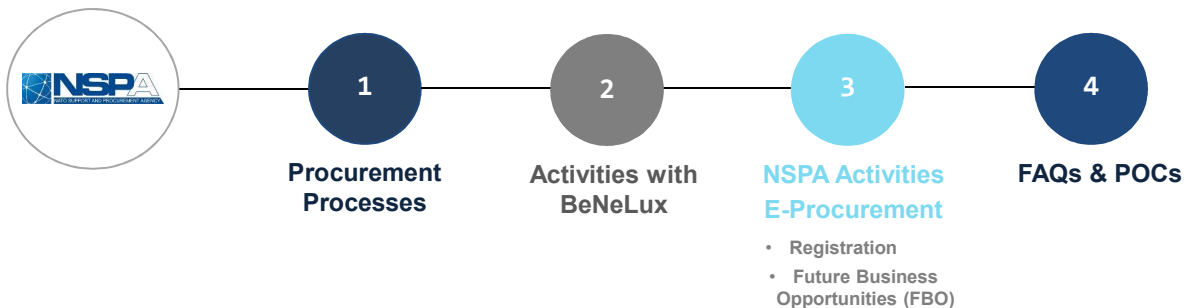 NSPA
NATO SUPPORT AND PROCUREMENT AGENCY
1
Procurement
Processes
2
Activities with
BeNeLux
3
NSPA Activities
E-Procurement
• Registration
• Future Business
Opportunities (FBO)
4
FAQs & POCs